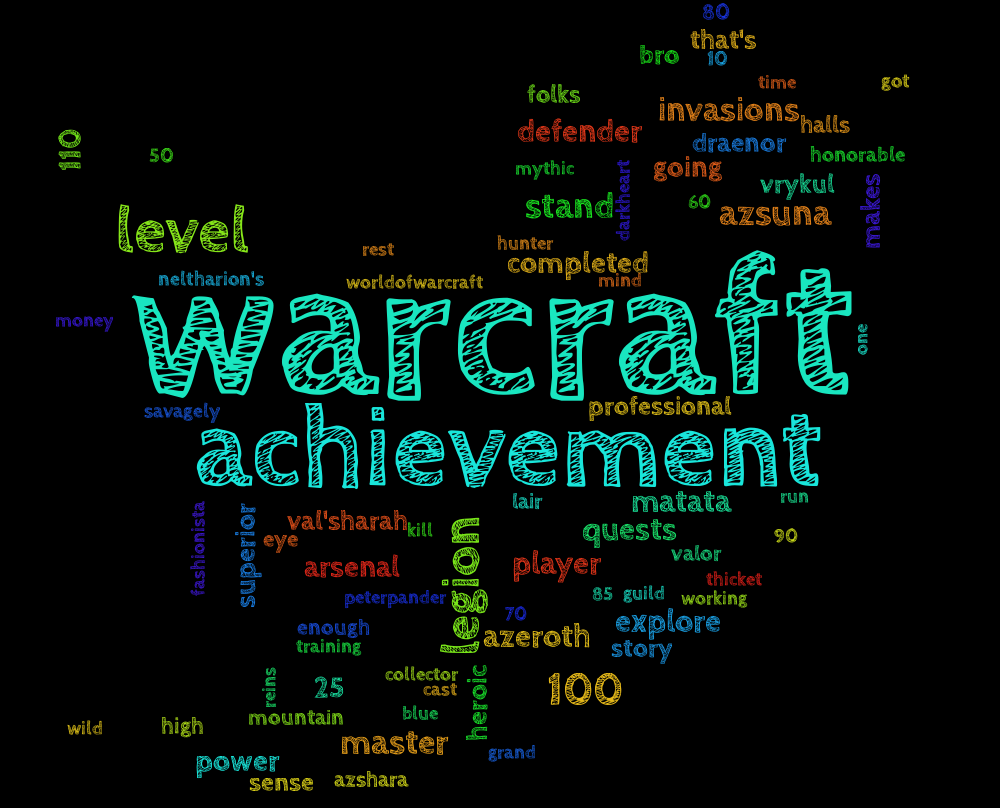 80
that's
bro
10
time
got
folks
invasions
halls
defender
draenor
110
50
honorable
mythic
going
darkheart
vrykul
makes
stand
60
azsuna
level
rest
hunter
completed
neltharion's
worldofwarcraft
mind
money
warcraft
one
savagely
professional
achievement
lair
matata
run
fashionista
superior
val'sharah
kill
legion
quests
eye
90
valor
arsenal
player
thicket
peterpander
85
guild
working
70
enough
explore
training
azeroth
story
reins
collector
heroic
25
cast
100
mountain
blue
wild
high
master
grand
power
sense
azshara